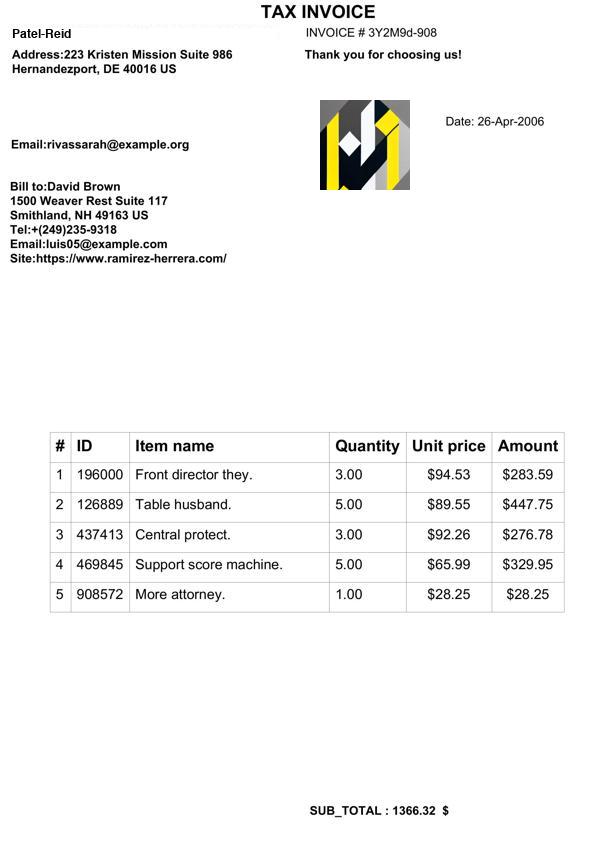 TAX INVOICE
Patel-Reid
INVOICE # 3Y2M9d-908
Address:223 Kristen Mission Suite 986
Hernandezport, DE 40016 US
Thank you for choosing us!
Date: 26-Apr-2006
Email:rivassarah@example.org
Bill to:David Brown
1500 Weaver Rest Suite 117
Smithland, NH 49163 US
Tel:+(249)235-9318
Email:luis05@example.com
Site:https://www.ramirez-herrera.com/
# ID Item name Quantity Unit price Amount
1 196000 Front director they. 3.00 $94.53 $283.59
2 126889 Table husband. 5.00 $89.55 $447.75
3 437413 Central protect. 3.00 $92.26 $276.78
4 469845 Support score machine. 5.00 $65.99 $329.95
5 908572 More attorney. 1.00 $28.25 $28.25
SUB_TOTAL : 1366.32 $